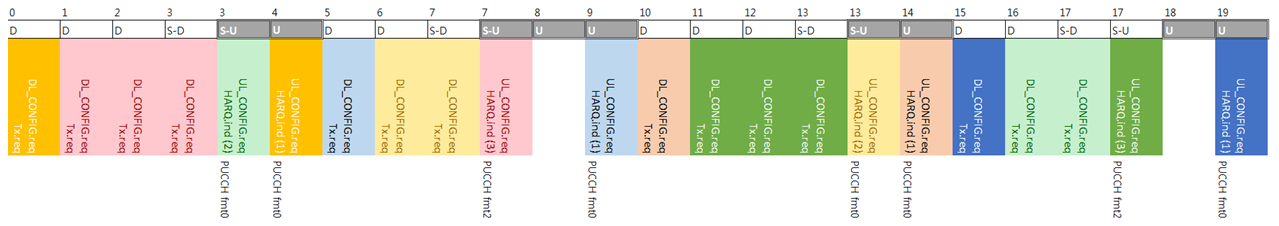 0 1 2 3 3 4 5 6 7 7 8 9 10 11 12 13 13 14 15 16 17 17 18 19
D D D S-D S-U U D D S-D S-U U U D D D S-D S-U U D D S-D S-U U U
DL_CONFIG.req
Tx.req
DL_CONFIG.req
Tx.req
DL_CONFIG.req
Tx.req
DL_CONFIG.req
Tx.req
UL_CONFIG.req
HARQ.ind (2)
UL_CONFIG.req
HARQ.ind (1)
DL_CONFIG.req
Tx.req
DL_CONFIG.req
Tx.req
DL_CONFIG.req
Tx.req
UL_CONFIG.req
HARQ.ind (3)
UL_CONFIG.req
HARQ.ind (1)
DL_CONFIG.req
Tx.req
DL_CONFIG.req
Tx.req
DL_CONFIG.req
Tx.req
DL_CONFIG.req
Tx.req
UL_CONFIG.req
HARQ.ind (2)
UL_CONFIG.req
HARQ.ind (1)
DL_CONFIG.req
Tx.req
DL_CONFIG.req
Tx.req
DL_CONFIG.req
Tx.req
UL_CONFIG.req
HARQ.ind (3)
UL_CONFIG.req
HARQ.ind (1)
PUCCH fmt0
PUCCH fmt0
PUCCH fmt2
PUCCH fmt0
PUCCH fmt0
PUCCH fmt0
PUCCH fmt2
PUCCH fmt0